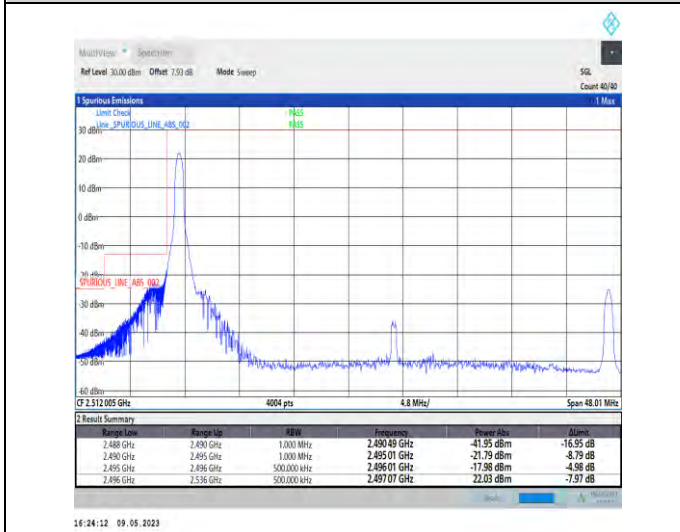 MultiView Spectrum
Ref Level 30.00 dBm Offset 7.93 dB Mode Sweep SGL
Count 40/40
1 Spurious Emissions 1 Max
Limit Check PASS
Line _SPURIOUS_LINE_ABS_002 PASS
30 dBm
20 dBm
10 dBm
0 dBm
-10 dBm
-20 dBm
SPURIOUS_LINE_ABS_002
-30 dBm
-40 dBm
-50 dBm
-60 dBm
CF 2.512 005 GHz 4004 pts 4.8 MHz/ Span 48.01 MHz
2 Result Summary
Range Low Range Up RBW Frequency Power Abs ΔLimit
2.488 GHz 2.490 GHz 1.000 MHz 2.490 49 GHz -41.95 dBm -16.95 dB
2.490 GHz 2.495 GHz 1.000 MHz 2.495 01 GHz -21.79 dBm -8.79 dB
2.495 GHz 2.496 GHz 500.000 kHz 2.496 01 GHz -17.98 dBm -4.98 dB
2.496 GHz 2.536 GHz 500.000 kHz 2.497 07 GHz 22.03 dBm -7.97 dB
16:24:12 09.05.2023